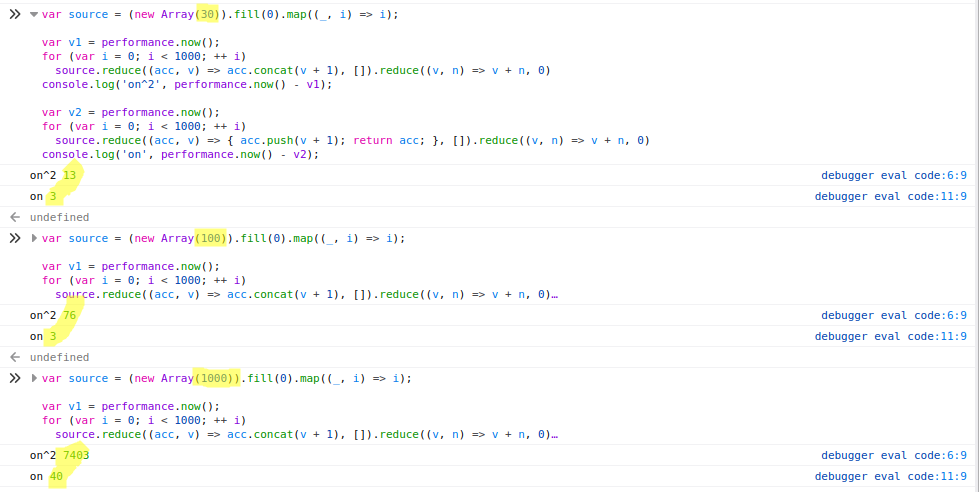 var source = (new Array(30)).fill(0).map((_, i) => i);
var v1 = performance.now();
for (var i = 0; i < 1000; ++ i)
source.reduce((acc, v) => acc.concat(v + 1), []).reduce((v, n) => v + n, 0)
console.log('on^2', performance.now() - v1);
var v2 = performance.now();
for (var i = 0; i < 1000; ++ i)
source.reduce((acc, v) => { acc.push(v + 1); return acc; }, []).reduce((v, n) => v + n, 0)
console.log('on', performance.now() - v2);
on^2 13 debugger eval code:6:9
on 3 debugger eval code:11:9
undefined
var source = (new Array(100)).fill(0).map((_, i) => i);
var v1 = performance.now();
for (var i = 0; i < 1000; ++ i)
source.reduce((acc, v) => acc.concat(v + 1), []).reduce((v, n) => v + n, 0)…
on^2 76 debugger eval code:6:9
on 3 debugger eval code:11:9
undefined
var source = (new Array(1000)).fill(0).map((_, i) => i);
var v1 = performance.now();
for (var i = 0; i < 1000; ++ i)
source.reduce((acc, v) => acc.concat(v + 1), []).reduce((v, n) => v + n, 0)…
on^2 7403 debugger eval code:6:9
on 40 debugger eval code:11:9